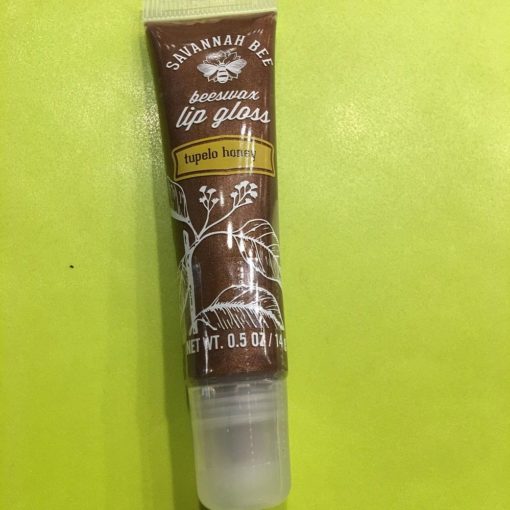 SAVANNAH BEE
beeswax
lip gloss
tupelo honey
NET WT. 0.5 OZ / 14